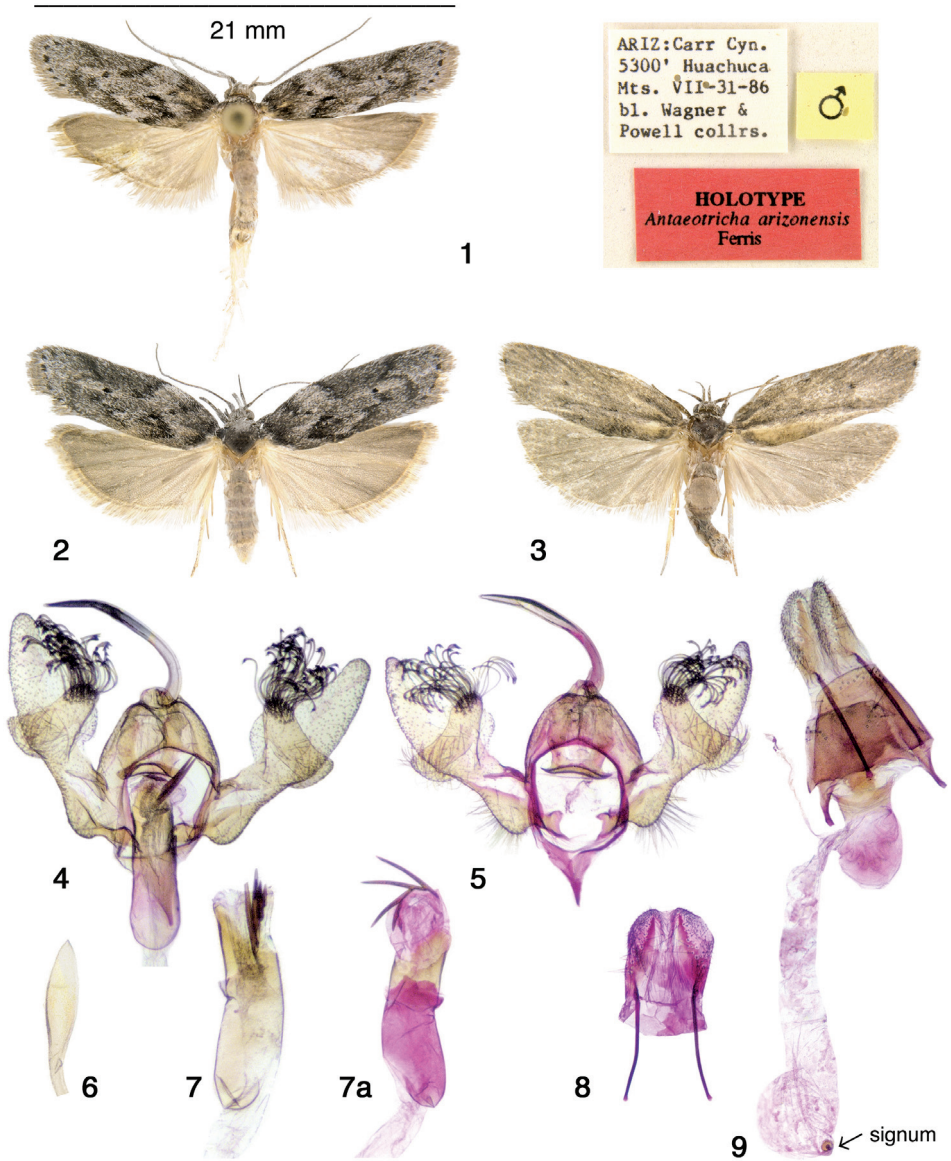 21 mm
ARIZ:Carr Cyn.
5300' Huachuca
Mts. VII-31-86
bl. Wagner &
Powell collrs.
♂
HOLOTYPE
Antaeotricha arizonensis
Ferris
1
2
3
4
5
6
7
7a
8
9
signum